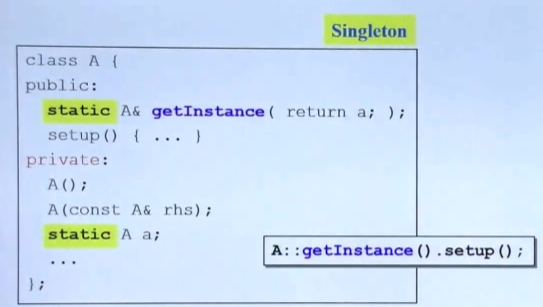 Singleton
class A {
public:
static A& getInstance( return a; );
setup() { ... }
private:
A();
A(const A& rhs);
static A a;
...
};
A::getInstance().setup();